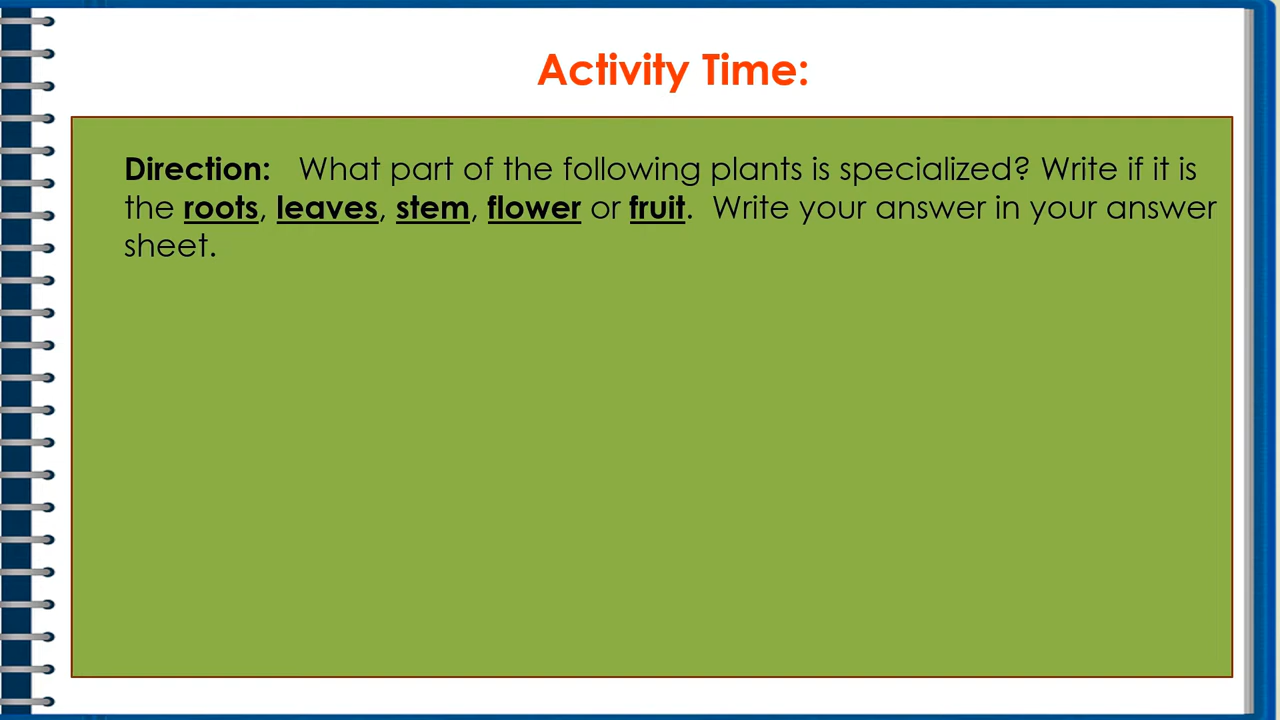 Activity Time:
Direction: What part of the following plants is specialized? Write if it is
the roots, leaves, stem, flower or fruit. Write your answer in your answer
sheet.